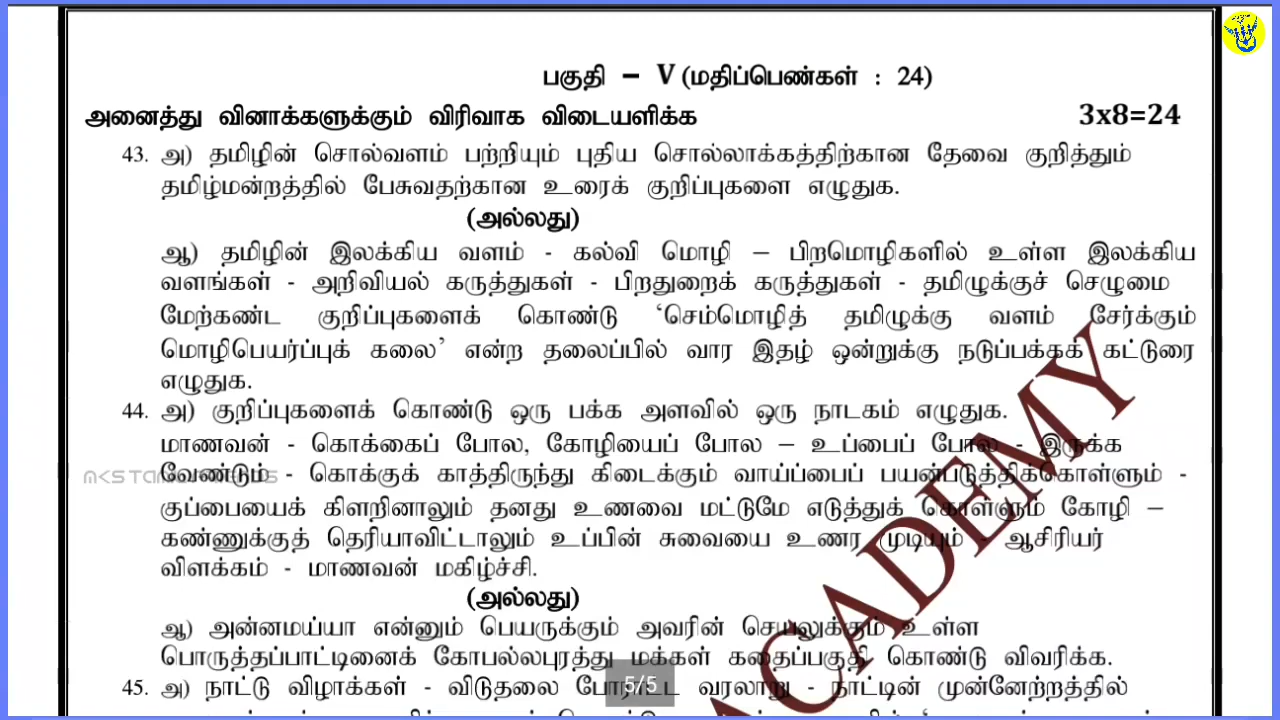 பகுதி – V (மதிப்பெண்கள் : 24)
அனைத்து வினாக்களுக்கும் விரிவாக விடையளிக்க 3x8=24
43. அ) தமிழின் சொல்வளம் பற்றியும் புதிய சொல்லாக்கத்திற்கான தேவை குறித்தும்
தமிழ்மன்றத்தில் பேசுவதற்கான உரைக் குறிப்புகளை எழுதுக.
(அல்லது)
ஆ) தமிழின் இலக்கிய வளம் - கல்வி மொழி – பிறமொழிகளில் உள்ள இலக்கிய
வளங்கள் - அறிவியல் கருத்துகள் - பிறதுறைக் கருத்துகள் - தமிழுக்குச் செழுமை
மேற்கண்ட குறிப்புகளைக் கொண்டு ‘செம்மொழித் தமிழுக்கு வளம் சேர்க்கும்
மொழிபெயர்ப்புக் கலை’ என்ற தலைப்பில் வார இதழ் ஒன்றுக்கு நடுப்பக்கக் கட்டுரை
எழுதுக.
44. அ) குறிப்புகளைக் கொண்டு ஒரு பக்க அளவில் ஒரு நாடகம் எழுதுக.
மாணவன் - கொக்கைப் போல, கோழியைப் போல – உப்பைப் போல - இருக்க
வேண்டும் - கொக்குக் காத்திருந்து கிடைக்கும் வாய்ப்பைப் பயன்படுத்திக்கொள்ளும் -
குப்பையைக் கிளறினாலும் தனது உணவை மட்டுமே எடுத்துக் கொள்ளும் கோழி –
கண்ணுக்குத் தெரியாவிட்டாலும் உப்பின் சுவையை உணர முடியும் - ஆசிரியர்
விளக்கம் - மாணவன் மகிழ்ச்சி.
(அல்லது)
ஆ) அன்னமய்யா என்னும் பெயருக்கும் அவரின் செயலுக்கும் உள்ள
பொருத்தப்பாட்டினைக் கோபல்லபுரத்து மக்கள் கதைப்பகுதி கொண்டு விவரிக்க.
45. அ) நாட்டு விழாக்கள் - விடுதலை போராட்ட வரலாறு - நாட்டின் முன்னேற்றத்தில்
5/5
ACADEMY